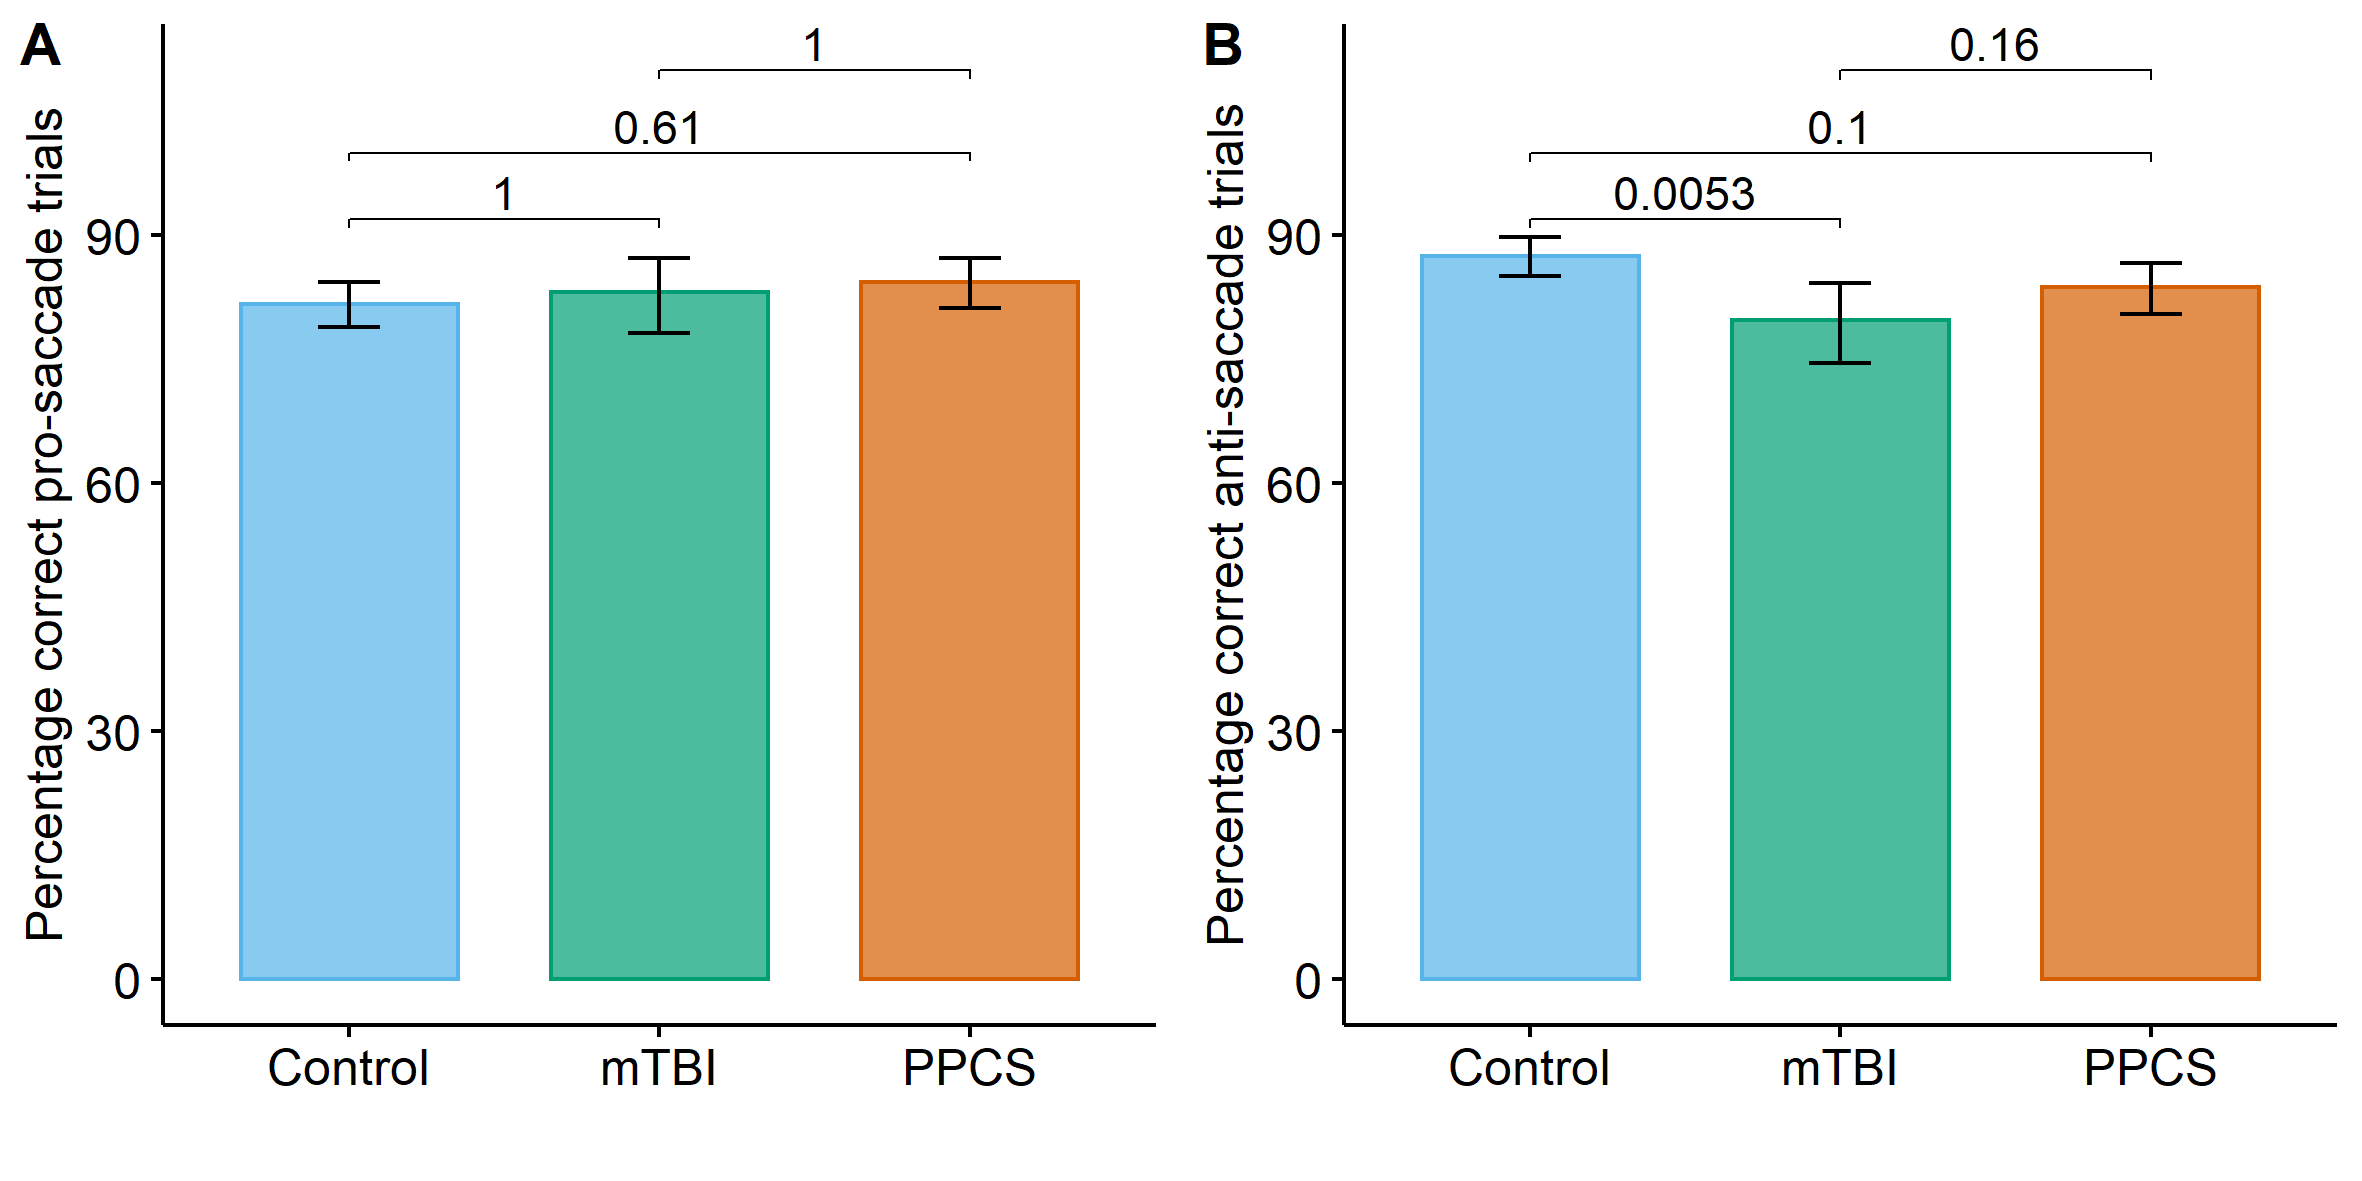 A
Percentage correct pro-saccade trials
1
0.61
1
90
60
30
0
Control mTBI PPCS
B
Percentage correct anti-saccade trials
0.16
0.1
0.0053
90
60
30
0
Control mTBI PPCS